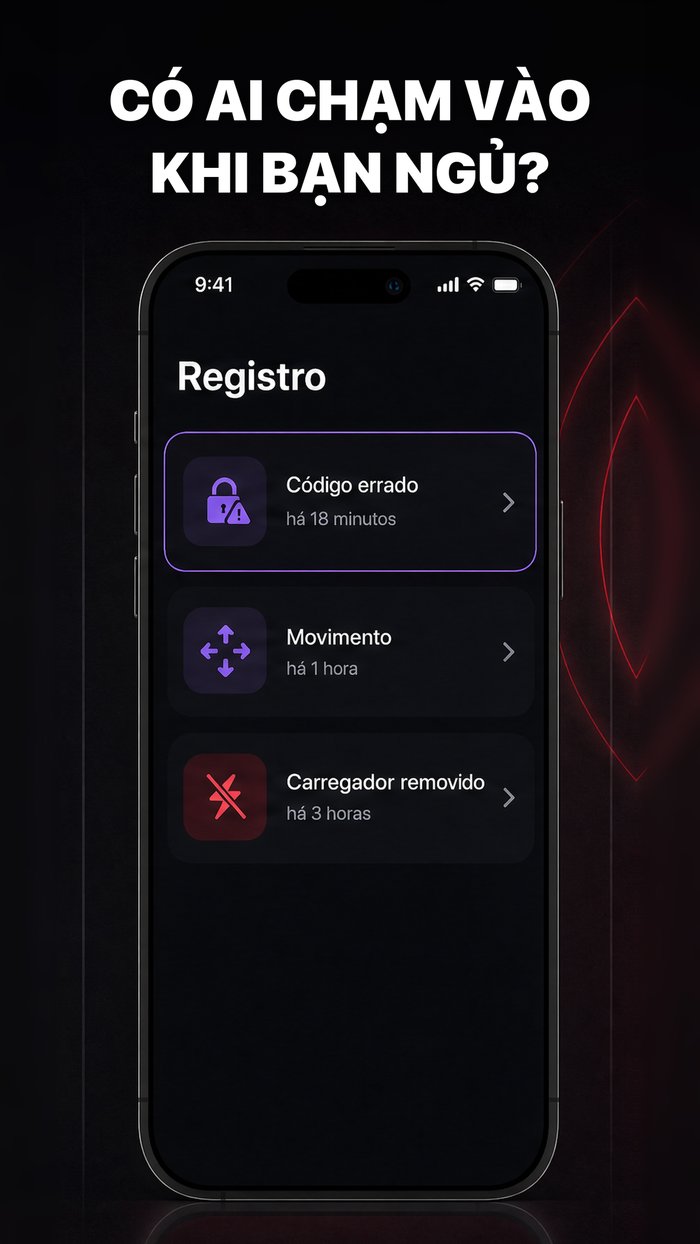 CÓ AI CHẠM VÀO
KHI BẠN NGỦ?
9:41
Registro
Código errado
há 18 minutos
Movimento
há 1 hora
Carregador removido
há 3 horas